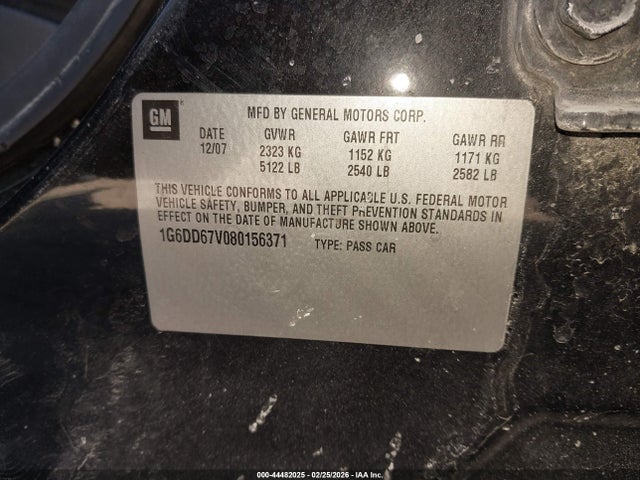 GM
MFD BY GENERAL MOTORS CORP.
DATE GVWR GAWR FRT GAWR RR
12/07 2323 KG 1152 KG 1171 KG
5122 LB 2540 LB 2582 LB
THIS VEHICLE CONFORMS TO ALL APPLICABLE U.S. FEDERAL MOTOR
VEHICLE SAFETY, BUMPER, AND THEFT PREVENTION STANDARDS IN
EFFECT ON THE DATE OF MANUFACTURE SHOWN ABOVE.
1G6DD67V080156371 TYPE: PASS CAR
000-44482025 - 02/25/2026 - IAA Inc.